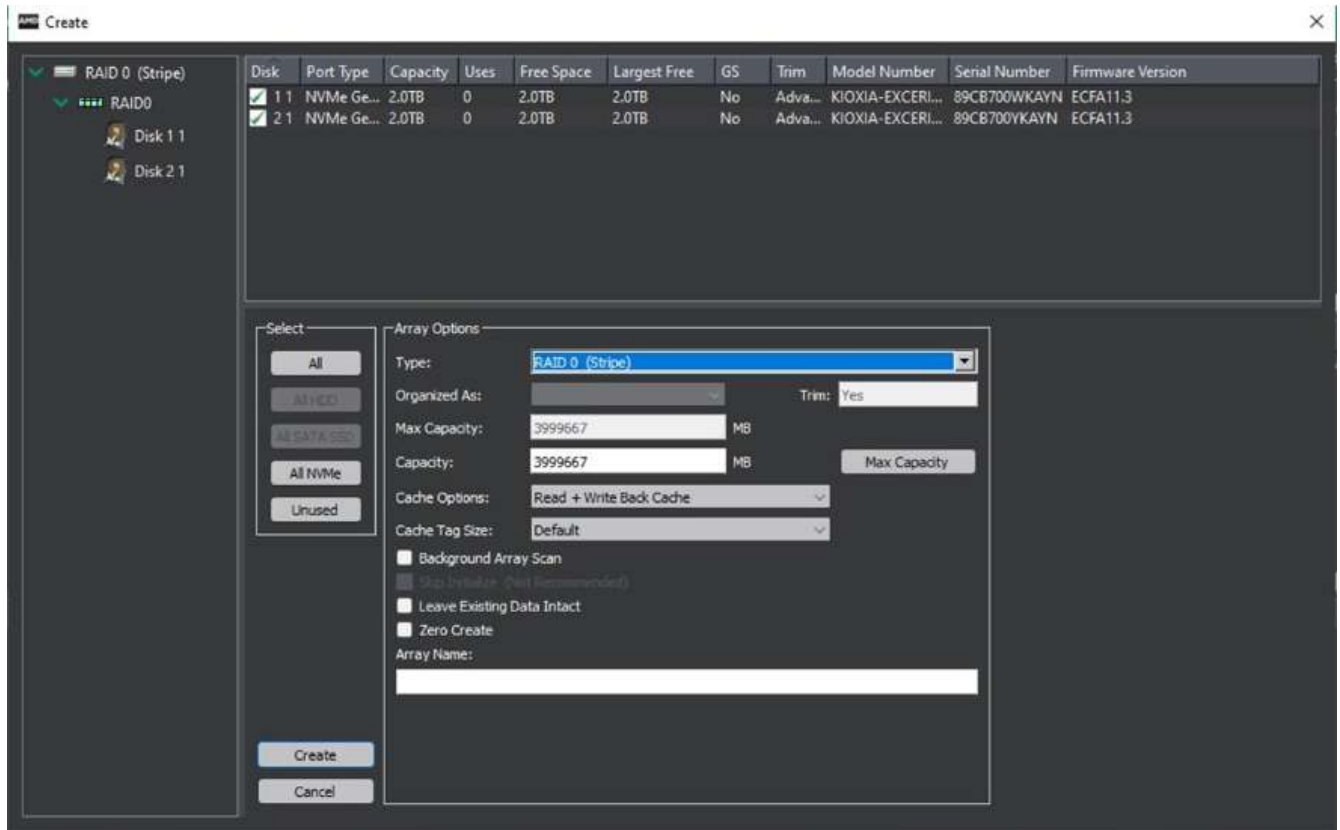 AMD Create
RAID 0 (Stripe)
RAID0
Disk 1 1
Disk 2 1
Disk Port Type Capacity Uses Free Space Largest Free GS Trim Model Number Serial Number Firmware Version
1 1 NVMe Ge... 2.0TB 0 2.0TB 2.0TB No Adva... KIOXIA-EXCERI... 89CB700WKAYN ECFA11.3
2 1 NVMe Ge... 2.0TB 0 2.0TB 2.0TB No Adva... KIOXIA-EXCERI... 89CB700YKAYN ECFA11.3
Select
All
All HDD
All SATA SSD
All NVMe
Unused
Array Options
Type: RAID 0 (Stripe)
Organized As: Trim: Yes
Max Capacity: 3999667 MB
Capacity: 3999667 MB Max Capacity
Cache Options: Read + Write Back Cache
Cache Tag Size: Default
Background Array Scan
Skip Initialize (Not Recommended)
Leave Existing Data Intact
Zero Create
Array Name:
Create
Cancel